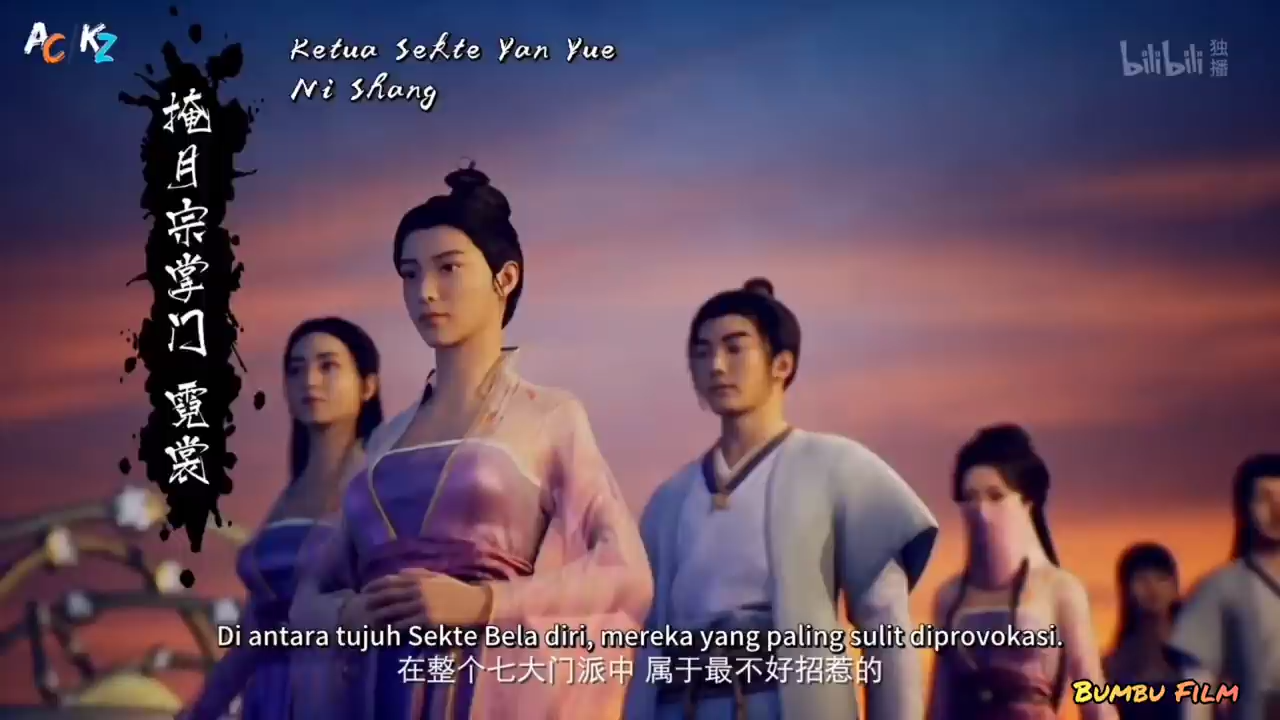 AC KZ
Ketua Sekte Yan Yue
Ni Shang
bilibili 独播
掩月宗掌门 霓裳
Di antara tujuh Sekte Bela diri, mereka yang paling sulit diprovokasi.
在整个七大门派中 属于最不好招惹的
BUMBU FILM